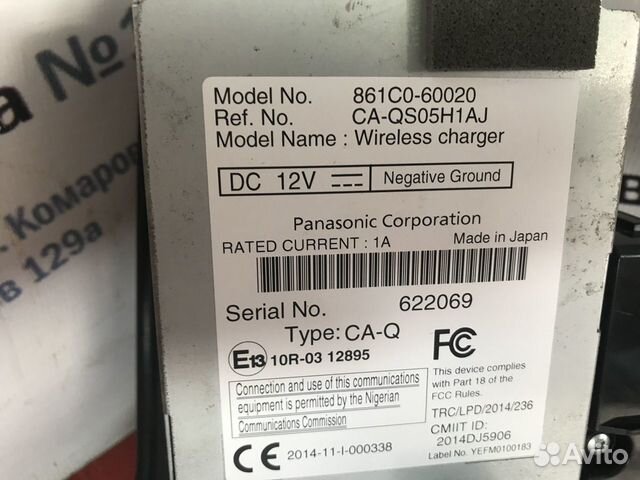 а №1
. Комаров
в 129а
Model No. 861C0-60020
Ref. No. CA-QS05H1AJ
Model Name : Wireless charger
DC 12V Negative Ground
Panasonic Corporation
RATED CURRENT : 1A Made in Japan
Serial No. 622069
Type: CA-Q
E13 10R-03 12895
FC
Connection and use of this communications
equipment is permitted by the Nigerian
Communications Commission
This device complies
with Part 18 of the
FCC Rules.
TRC/LPD/2014/236
CMIIT ID:
2014DJ5906
CE 2014-11-I-000338
Label No. YEFM0100183
Avito